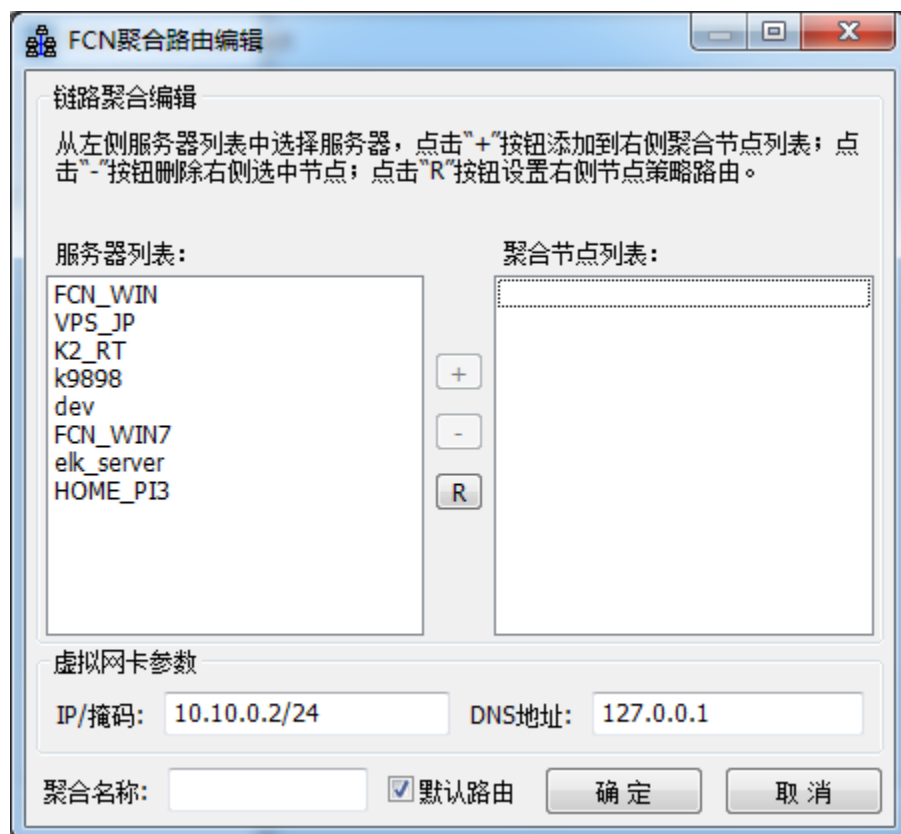 FCN聚合路由编辑
链路聚合编辑
从左侧服务器列表中选择服务器，点击“+”按钮添加到右侧聚合节点列表；点
击“-”按钮删除右侧选中节点；点击“R”按钮设置右侧节点策略路由。
服务器列表：
聚合节点列表：
FCN_WIN
VPS_JP
K2_RT
k9898
dev
FCN_WIN7
elk_server
HOME_PI3
+
-
R
虚拟网卡参数
IP/掩码： 10.10.0.2/24 DNS地址： 127.0.0.1
聚合名称： 默认路由 确定 取消